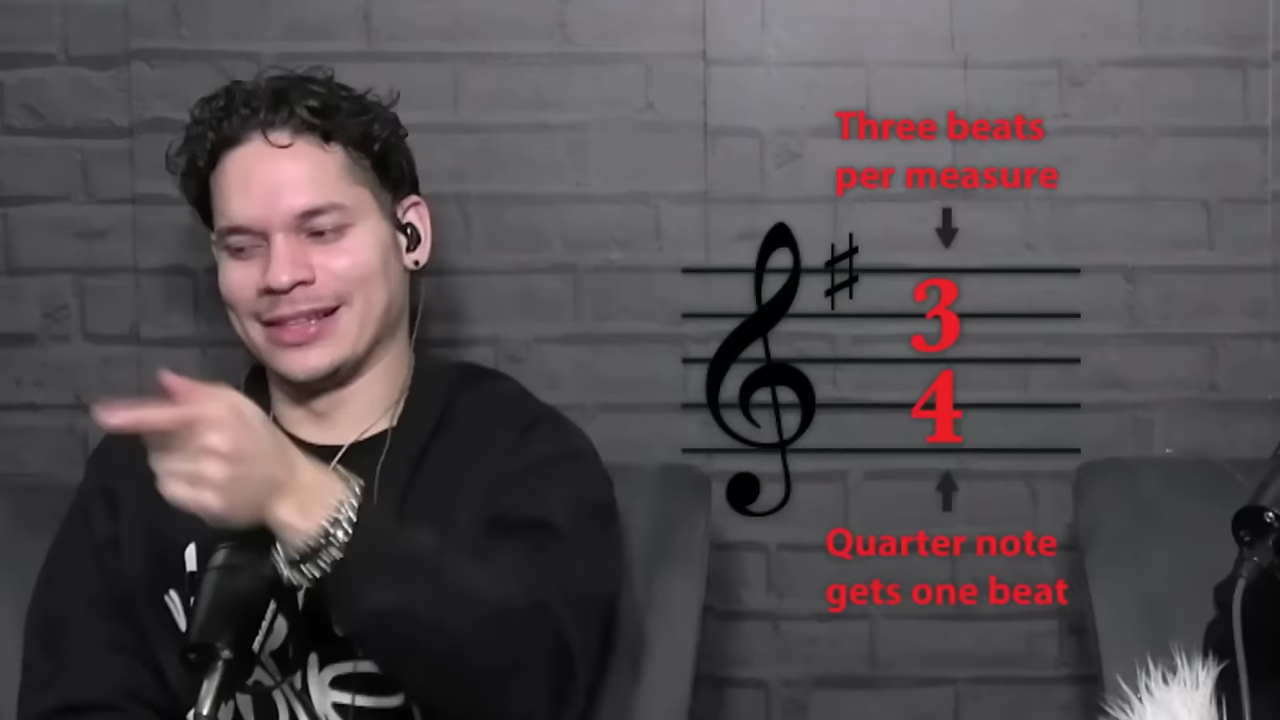 Three beats
per measure
3
4
Quarter note
gets one beat